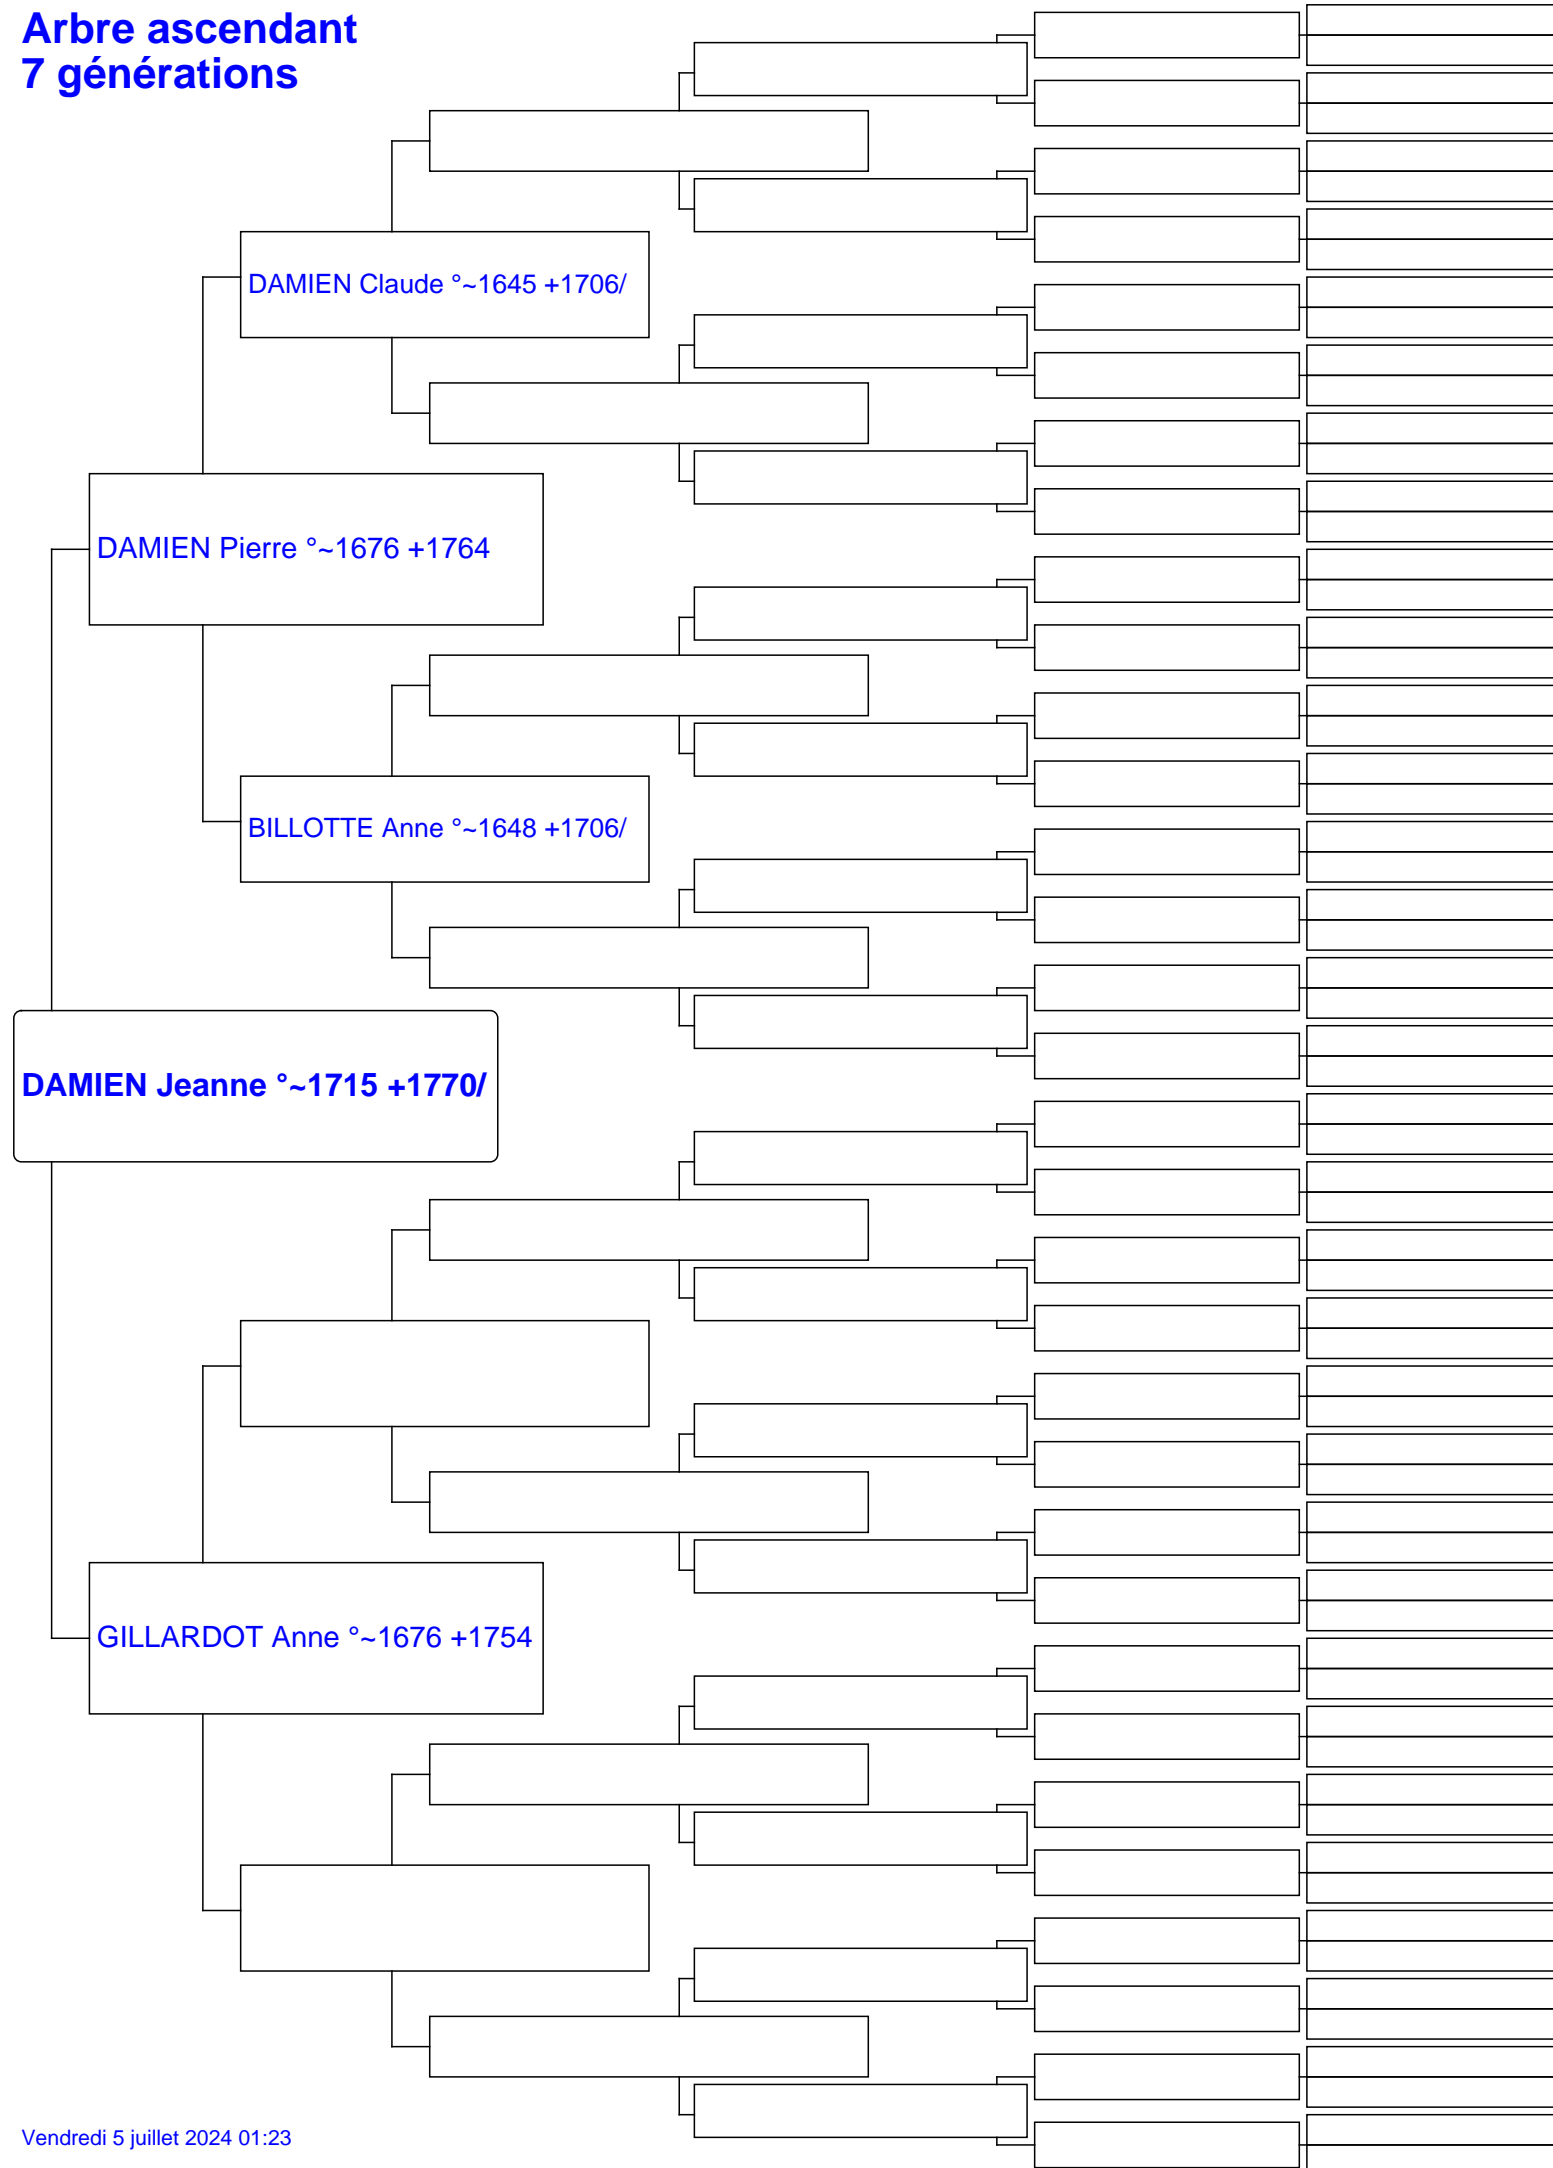 Arbre ascendant
7 générations
DAMIEN Claude °~1645 +1706/
DAMIEN Pierre °~1676 +1764
BILLOTTE Anne °~1648 +1706/
DAMIEN Jeanne °~1715 +1770/
GILLARDOT Anne °~1676 +1754
Vendredi 5 juillet 2024 01:23